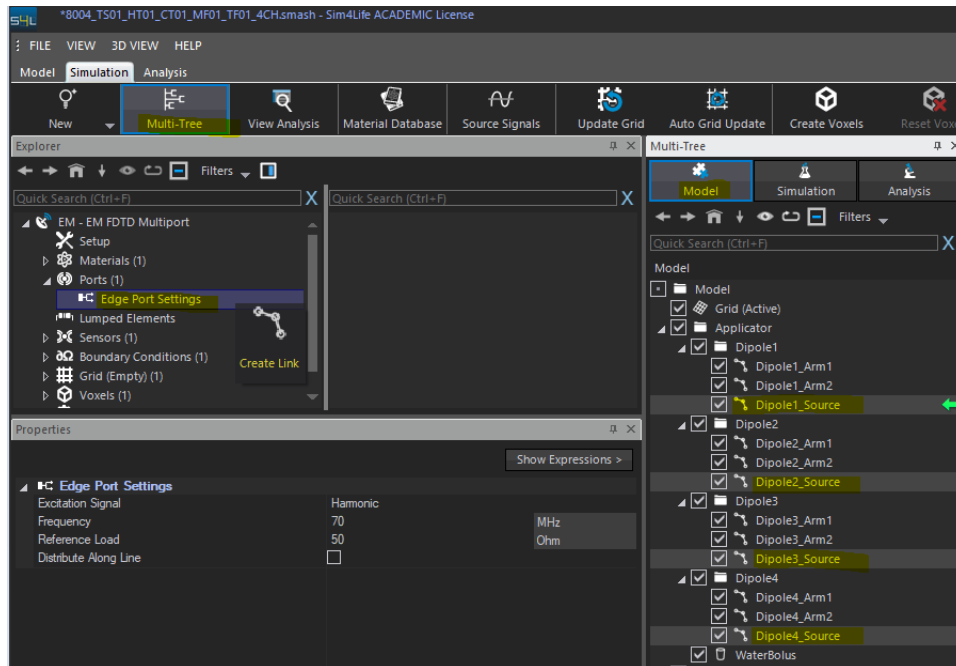 S4L *8004_TS01_HT01_CT01_MF01_TF01_4CH.smash - Sim4Life ACADEMIC License
FILE VIEW 3D VIEW HELP
Model Simulation Analysis
New Multi-Tree View Analysis Material Database Source Signals Update Grid Auto Grid Update Create Voxels Reset Voxe
Explorer
Filters
Quick Search (Ctrl+F) X Quick Search (Ctrl+F) X
EM - EM FDTD Multiport
Setup
Materials (1)
Ports (1)
Edge Port Settings
Lumped Elements
Sensors (1)
Boundary Conditions (1)
Grid (Empty) (1)
Voxels (1)
Create Link
Properties
Show Expressions >
Edge Port Settings
Excitation Signal Harmonic
Frequency 70 MHz
Reference Load 50 Ohm
Distribute Along Line
Multi-Tree
Model Simulation Analysis
Filters
Quick Search (Ctrl+F) X
Model
Model
Grid (Active)
Applicator
Dipole1
Dipole1_Arm1
Dipole1_Arm2
Dipole1_Source
Dipole2
Dipole2_Arm1
Dipole2_Arm2
Dipole2_Source
Dipole3
Dipole3_Arm1
Dipole3_Arm2
Dipole3_Source
Dipole4
Dipole4_Arm1
Dipole4_Arm2
Dipole4_Source
WaterBolus